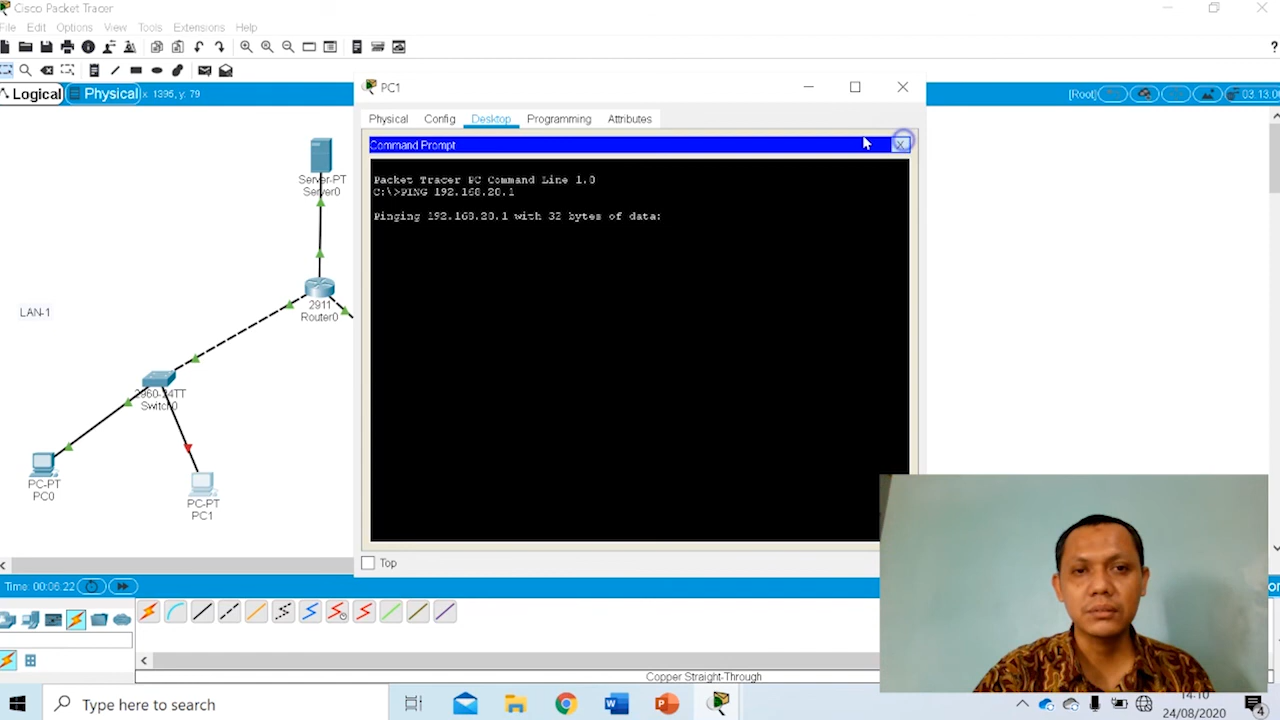 Cisco Packet Tracer
File Edit Options View Tools Extensions Help
?
Logical Physical x: 1395, y: 79
[Root]
PC1
Physical Config Desktop Programming Attributes
Command Prompt
X
Packet Tracer PC Command Line 1.0
C:\>PING 192.168.20.1
Pinging 192.168.20.1 with 32 bytes of data:
Server-PT
Server0
2911
Router0
LAN-1
2960-24TT
Switch0
PC-PT
PC0
PC-PT
PC1
Top
Time: 00:06:22
Copper Straight-Through
Type here to search
14:10
24/08/2020
4